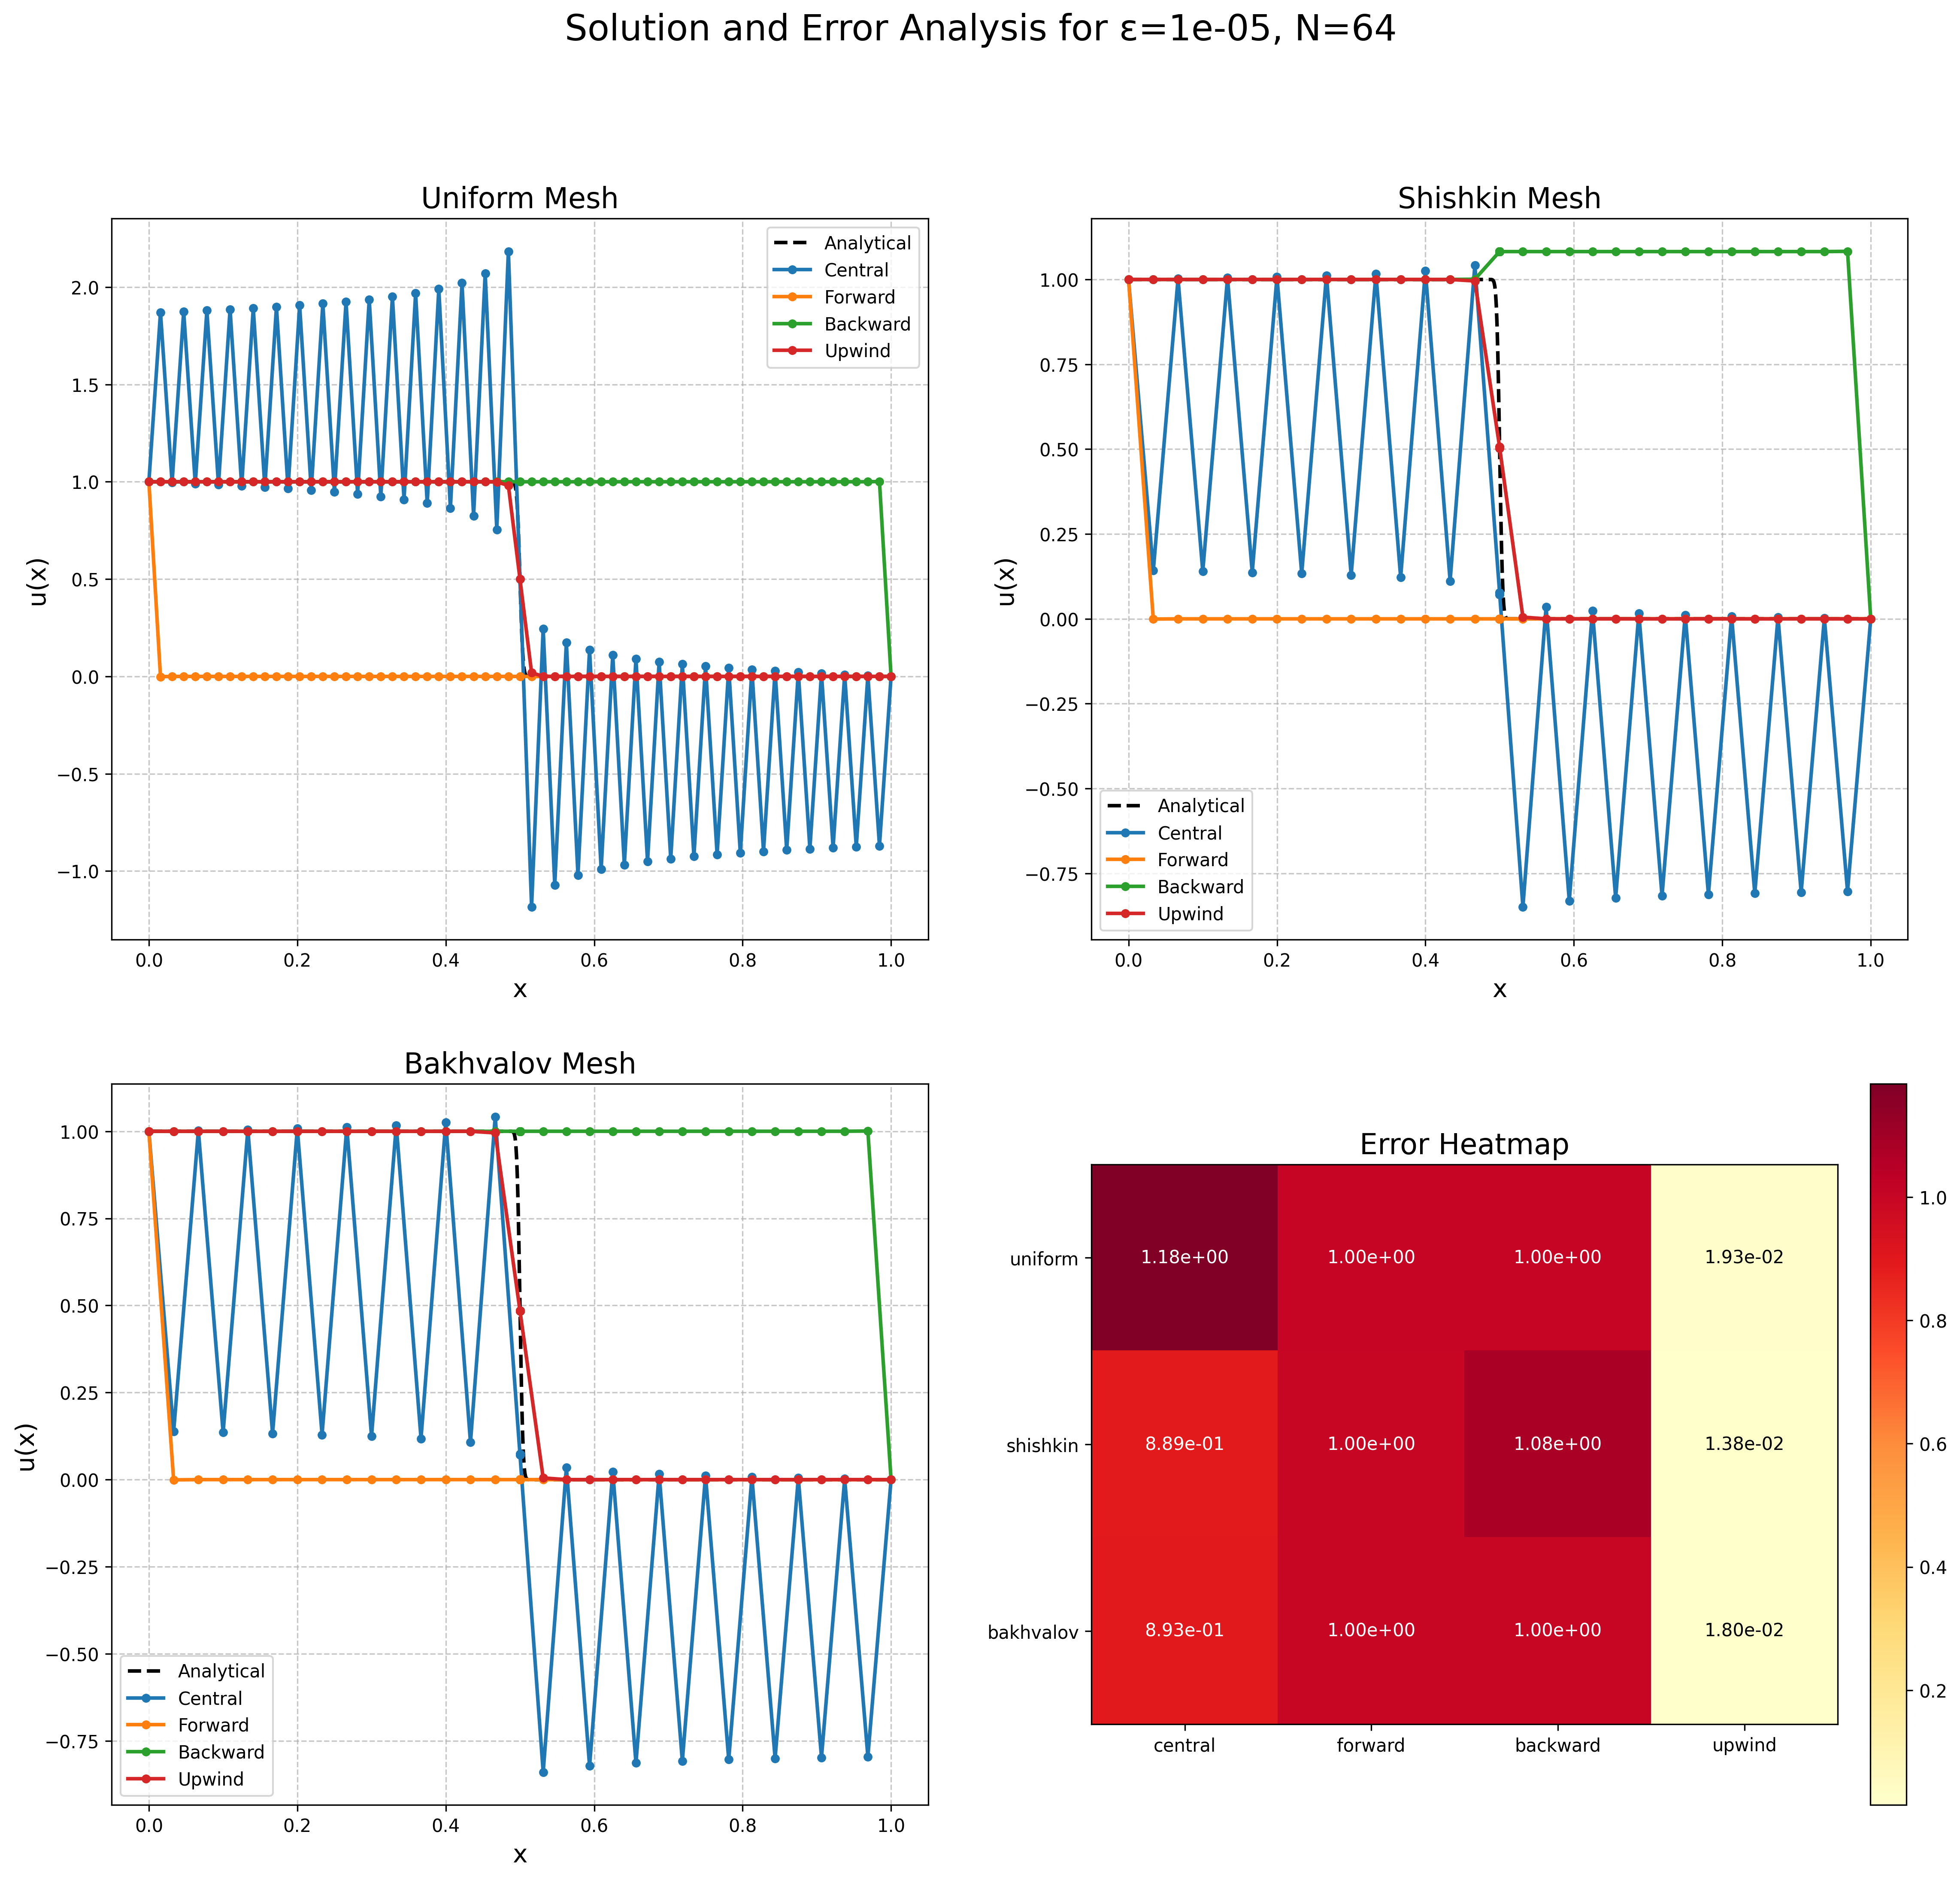 Solution and Error Analysis for ε=1e-05, N=64
Uniform Mesh
u(x)
2.0
1.5
1.0
0.5
0.0
−0.5
−1.0
0.0 0.2 0.4 0.6 0.8 1.0
x
Analytical
Central
Forward
Backward
Upwind
Shishkin Mesh
u(x)
1.00
0.75
0.50
0.25
0.00
−0.25
−0.50
−0.75
0.0 0.2 0.4 0.6 0.8 1.0
x
Analytical
Central
Forward
Backward
Upwind
Bakhvalov Mesh
u(x)
1.00
0.75
0.50
0.25
0.00
−0.25
−0.50
−0.75
0.0 0.2 0.4 0.6 0.8 1.0
x
Analytical
Central
Forward
Backward
Upwind
Error Heatmap
uniform 1.18e+00 1.00e+00 1.00e+00 1.93e-02
shishkin 8.89e-01 1.00e+00 1.08e+00 1.38e-02
bakhvalov 8.93e-01 1.00e+00 1.00e+00 1.80e-02
central forward backward upwind
1.0
0.8
0.6
0.4
0.2